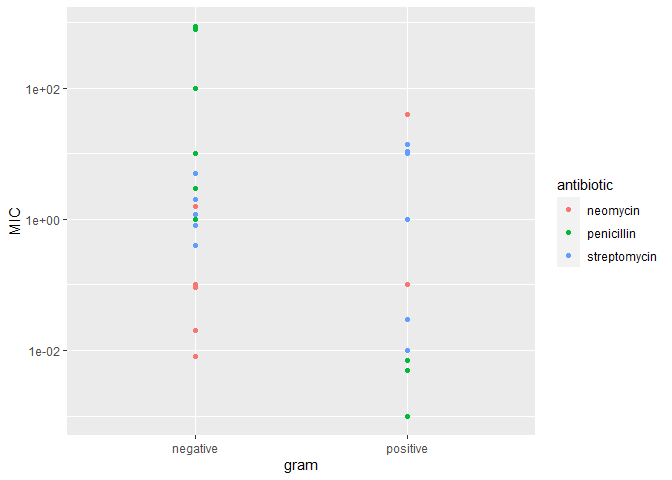 MIC
1e+02
1e+00
1e-02
negative
positive
gram
antibiotic
neomycin
penicillin
streptomycin